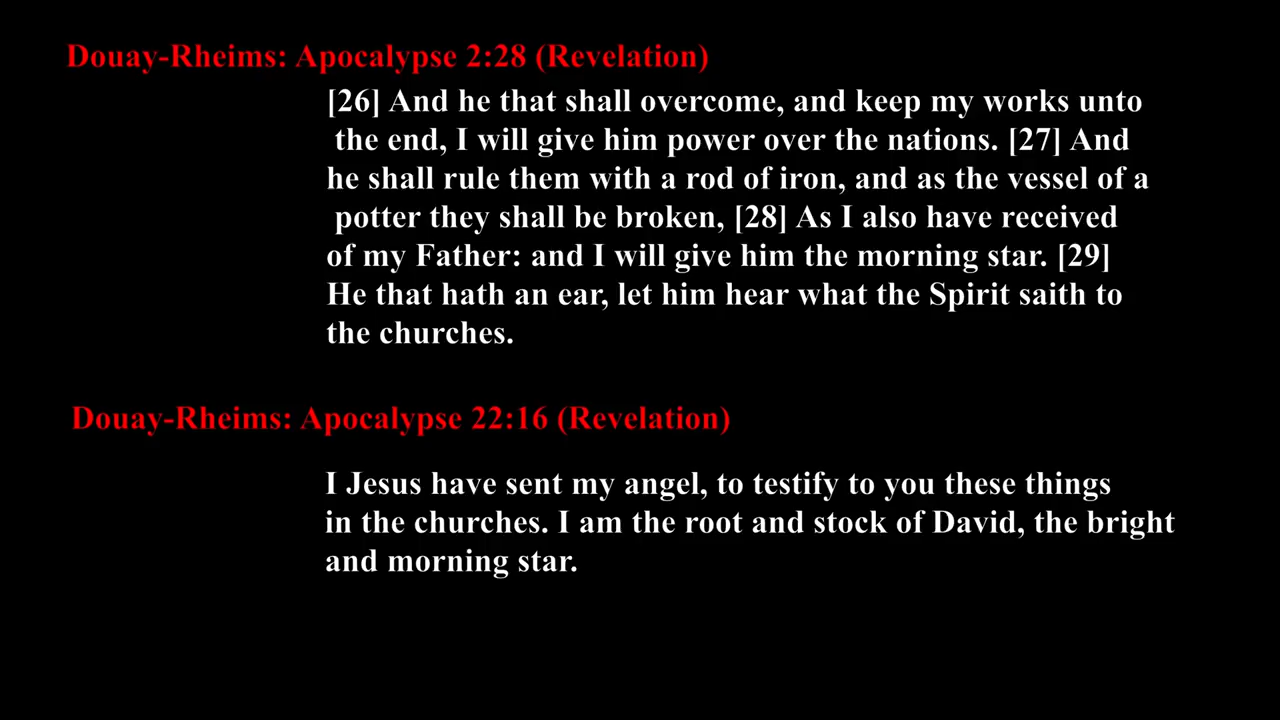 Douay-Rheims: Apocalypse 2:28 (Revelation)
[26] And he that shall overcome, and keep my works unto
the end, I will give him power over the nations. [27] And
he shall rule them with a rod of iron, and as the vessel of a
potter they shall be broken, [28] As I also have received
of my Father: and I will give him the morning star. [29]
He that hath an ear, let him hear what the Spirit saith to
the churches.
Douay-Rheims: Apocalypse 22:16 (Revelation)
I Jesus have sent my angel, to testify to you these things
in the churches. I am the root and stock of David, the bright
and morning star.